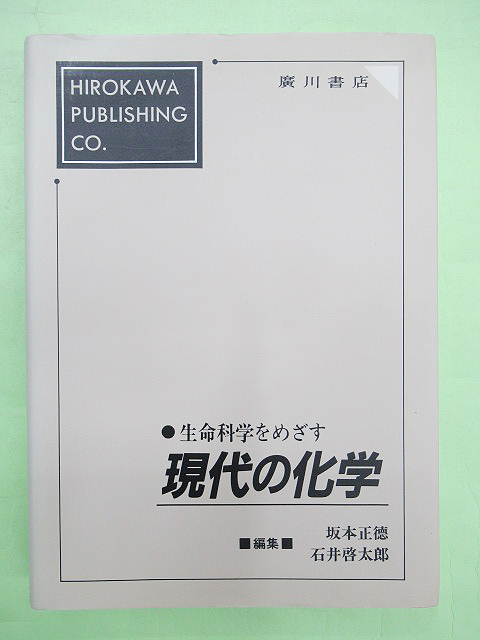 HIROKAWA
PUBLISHING
CO.
廣川書店
●生命科学をめざす
現代の化学
■編集■
坂本正徳
石井啓太郎